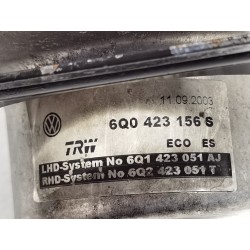 11.09.2003
6Q0 423 156 S
TRW
ECO ES
LHD-System No 6Q1 423 051 AJ
RHD-System No 6Q2 423 051 T